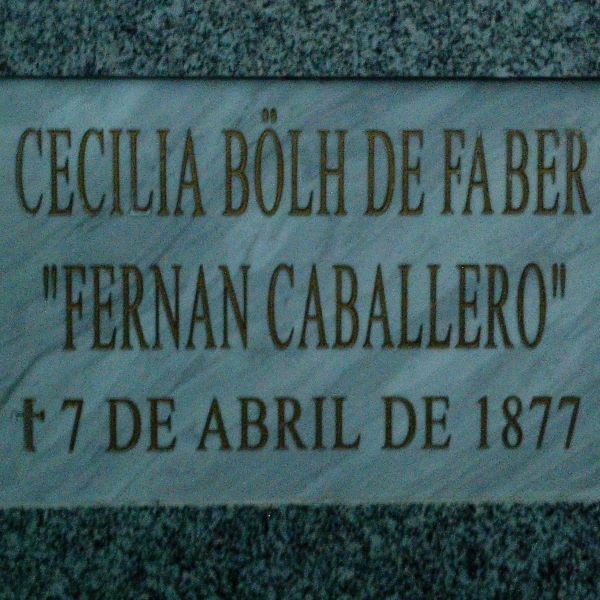 CECILIA BÖLH DE FABER
"FERNAN CABALLERO"
† 7 DE ABRIL DE 1877